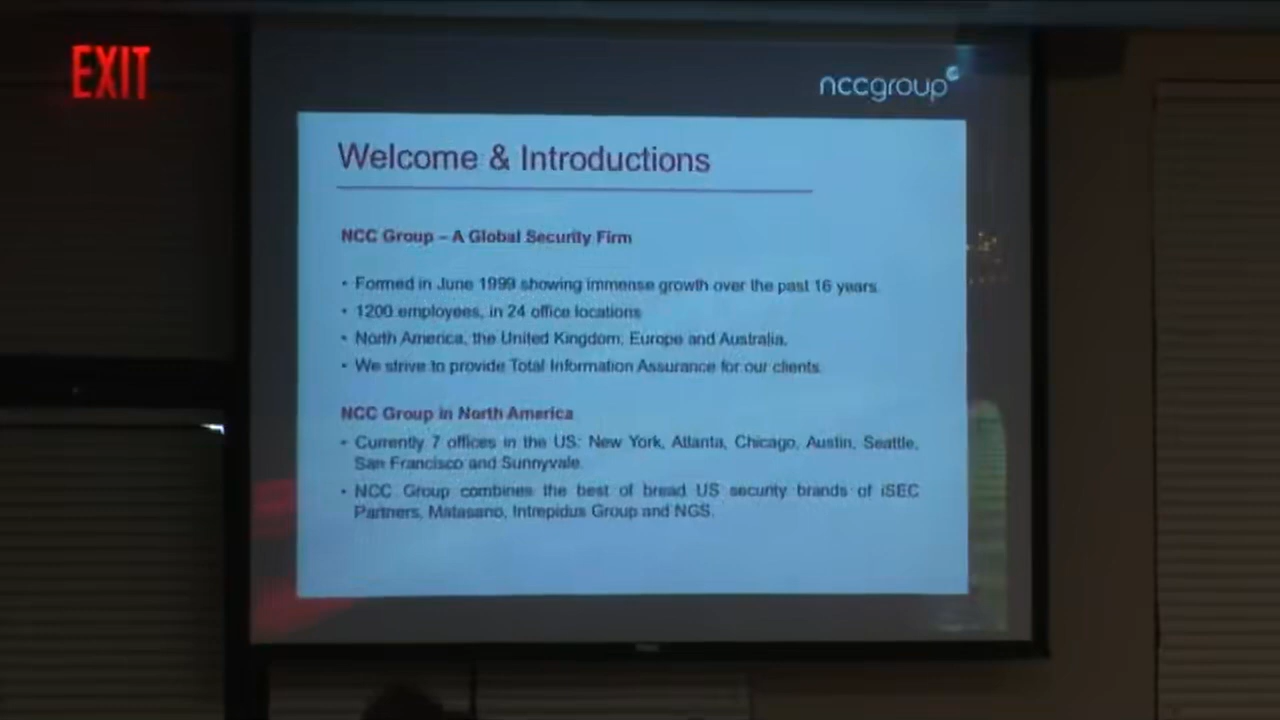 EXIT
nccgroup
Welcome & Introductions
NCC Group – A Global Security Firm
• Formed in June 1999 showing immense growth over the past 16 years.
• 1200 employees, in 24 office locations
• North America, the United Kingdom, Europe and Australia.
• We strive to provide Total Information Assurance for our clients.
NCC Group in North America
• Currently 7 offices in the US: New York, Atlanta, Chicago, Austin, Seattle,
San Francisco and Sunnyvale.
• NCC Group combines the best of bread US security brands of iSEC
Partners, Matasano, Intrepidus Group and NGS.